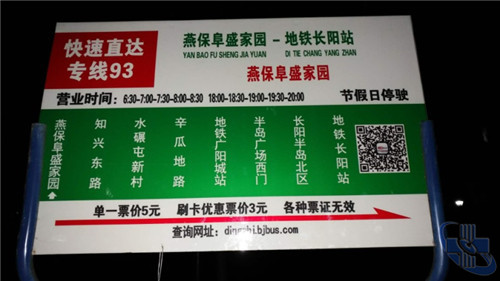 快速直达
专线93
燕保阜盛家园 - 地铁长阳站
YAN BAO FU SHENG JIA YUAN DI TIE CHANG YANG ZHAN
燕保阜盛家园
营业时间: 6:30-7:00-7:30-8:00-8:30 18:00-18:30-19:00-19:30-20:00 节假日停驶
燕保阜盛家园
知兴东路
水碾屯新村
辛瓜地路
地铁广阳城站
半岛广场西门
长阳半岛北区
地铁长阳站
单一票价5元 刷卡优惠票价3元 各种票证无效
查询网址: dingzhi.bjbus.com